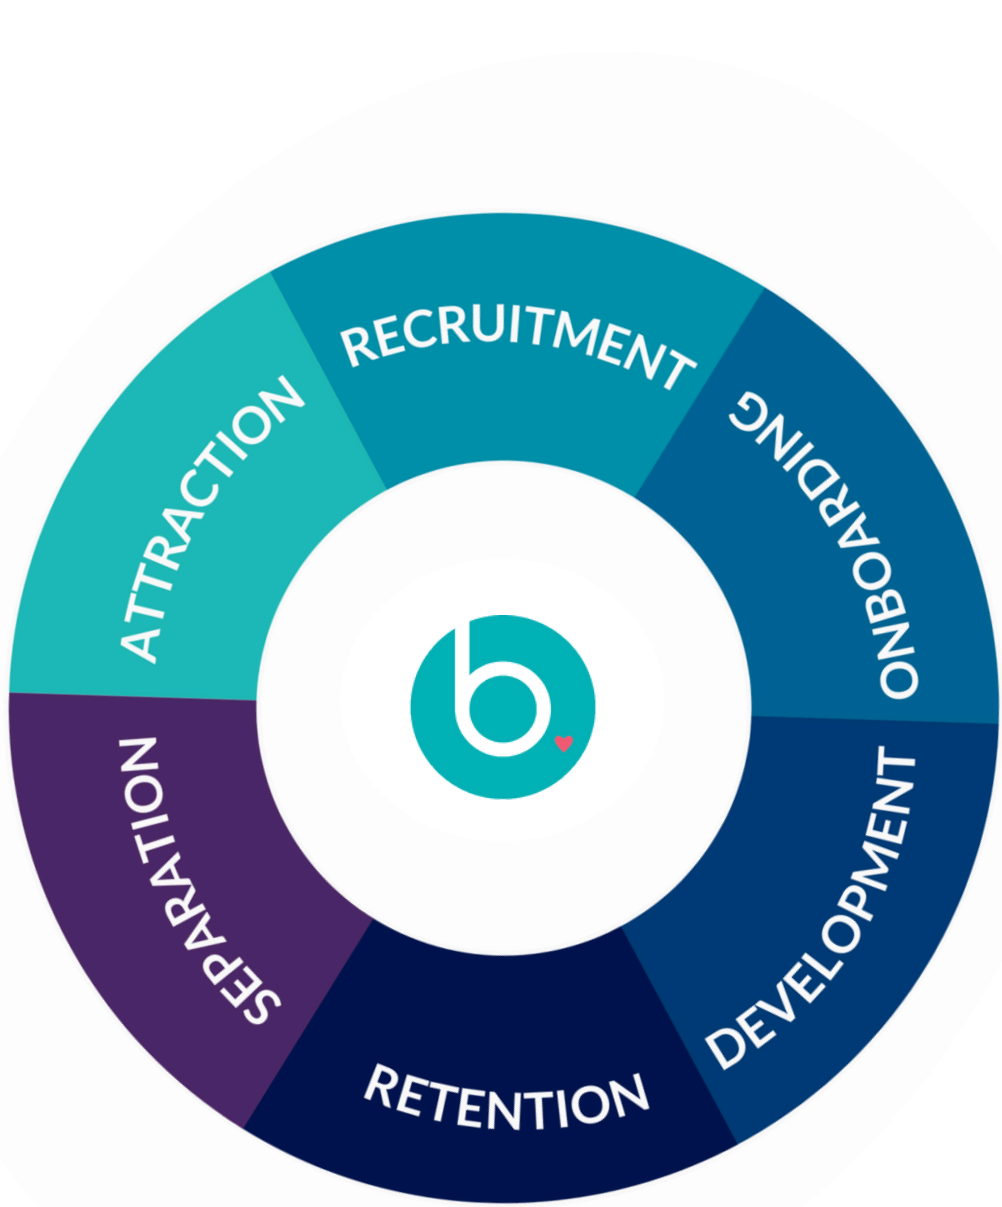 RECRUITMENT
ONBOARDING
DEVELOPMENT
RETENTION
SEPARATION
ATTRACTION
b